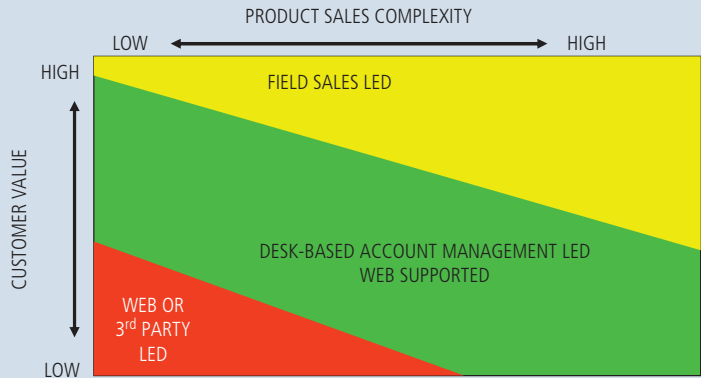 PRODUCT SALES COMPLEXITY
LOW
HIGH
HIGH
FIELD SALES LED
CUSTOMER VALUE
DESK-BASED ACCOUNT MANAGEMENT LED
WEB SUPPORTED
WEB OR
3rd PARTY
LED
LOW